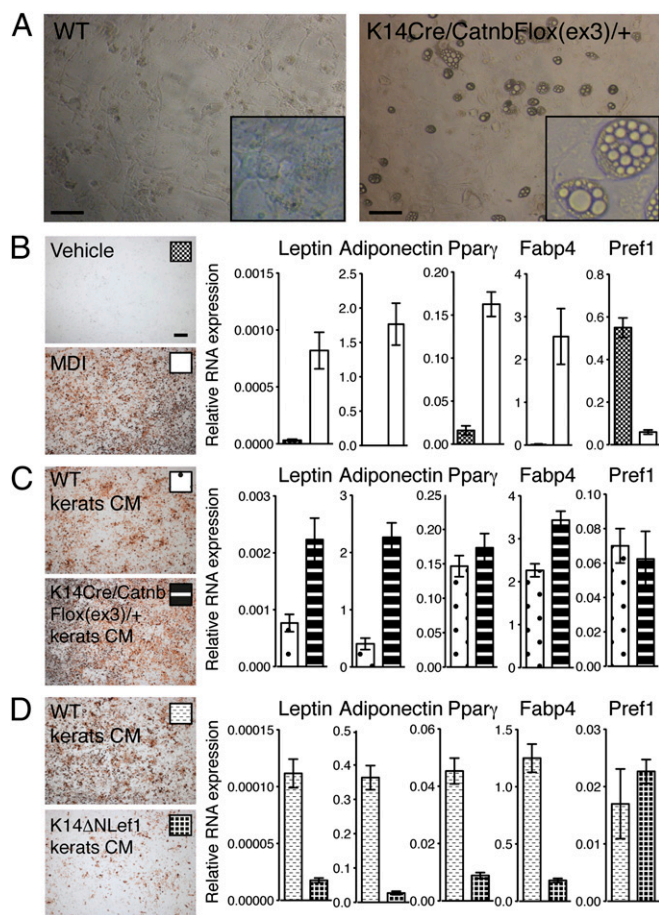 A
WT
K14Cre/CatnbFlox(ex3)/+
B
Vehicle
MDI
Relative RNA expression
Leptin
0.0015
0.0010
0.0005
0.0000
Adiponectin
2.5
2.0
1.5
1.0
0.5
0.0
Pparγ
0.20
0.15
0.10
0.05
0.00
Fabp4
4
3
2
1
0
Pref1
0.8
0.6
0.4
0.2
0.0
C
WT
kerats CM
K14Cre/Catnb
Flox(ex3)/+
kerats CM
Relative RNA expression
Leptin
0.003
0.002
0.001
0.000
Adiponectin
3
2
1
0
Pparγ
0.25
0.20
0.15
0.10
0.05
0.00
Fabp4
4
3
2
1
0
Pref1
0.10
0.08
0.06
0.04
0.02
0.00
D
WT
kerats CM
K14ΔNLef1
kerats CM
Relative RNA expression
Leptin
0.00015
0.00010
0.00005
0.00000
Adiponectin
0.5
0.4
0.3
0.2
0.1
0.0
Pparγ
0.06
0.04
0.02
0.00
Fabp4
1.5
1.0
0.5
0.0
Pref1
0.03
0.02
0.01
0.00